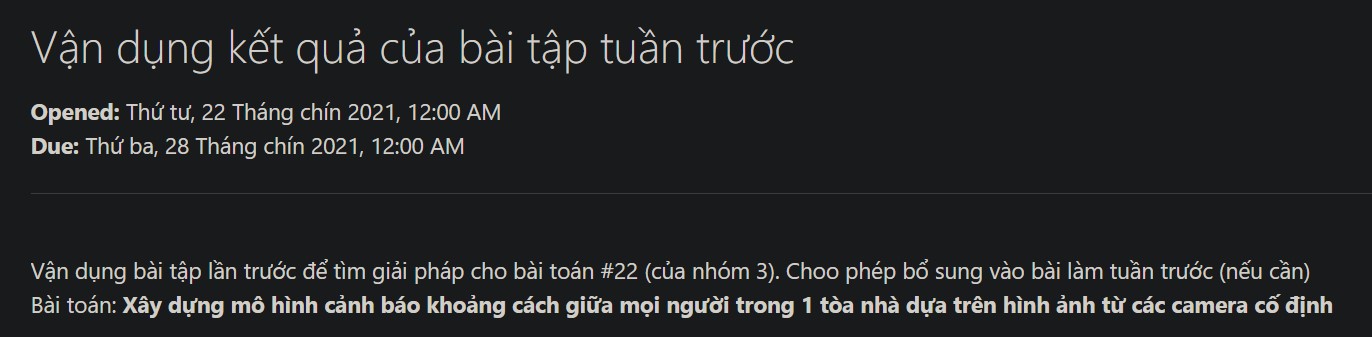 Vận dụng kết quả của bài tập tuần trước
Opened: Thứ tư, 22 Tháng chín 2021, 12:00 AM
Due: Thứ ba, 28 Tháng chín 2021, 12:00 AM
Vận dụng bài tập lần trước để tìm giải pháp cho bài toán #22 (của nhóm 3). Choo phép bổ sung vào bài làm tuần trước (nếu cần)
Bài toán: Xây dựng mô hình cảnh báo khoảng cách giữa mọi người trong 1 tòa nhà dựa trên hình ảnh từ các camera cố định